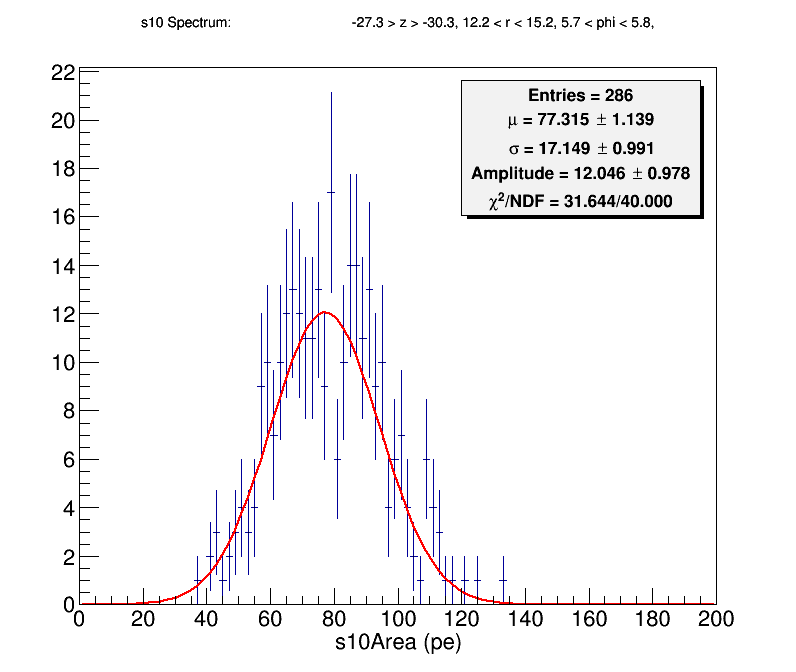 s10 Spectrum: -27.3 > z > -30.3, 12.2 < r < 15.2, 5.7 < phi < 5.8,
Entries = 286
μ = 77.315 ± 1.139
σ = 17.149 ± 0.991
Amplitude = 12.046 ± 0.978
χ²/NDF = 31.644/40.000
22
20
18
16
14
12
10
8
6
4
2
0
0 20 40 60 80 100 120 140 160 180 200
s10Area (pe)